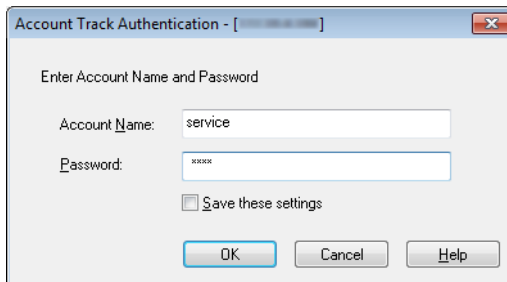 Account Track Authentication - [ ]
Enter Account Name and Password
Account Name: service
Password: ****
Save these settings
OK Cancel Help